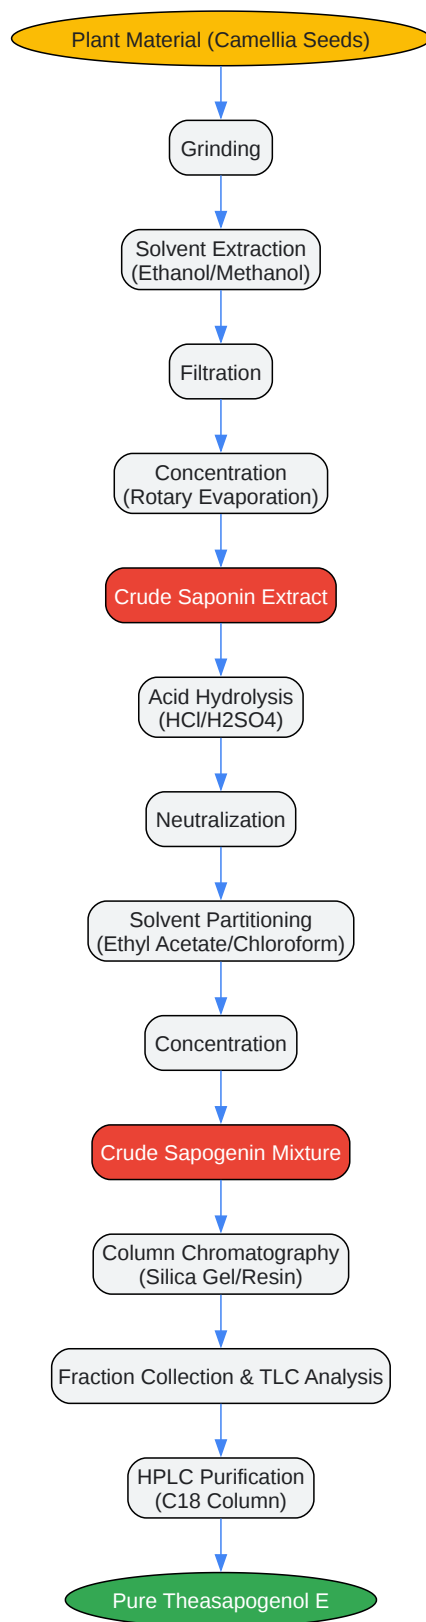 Plant Material (Camellia Seeds)
Grinding
Solvent Extraction
(Ethanol/Methanol)
Filtration
Concentration
(Rotary Evaporation)
Crude Saponin Extract
Acid Hydrolysis
(HCl/H2SO4)
Neutralization
Solvent Partitioning
(Ethyl Acetate/Chloroform)
Concentration
Crude Sapogenin Mixture
Column Chromatography
(Silica Gel/Resin)
Fraction Collection & TLC Analysis
HPLC Purification
(C18 Column)
Pure Theasapogenol E